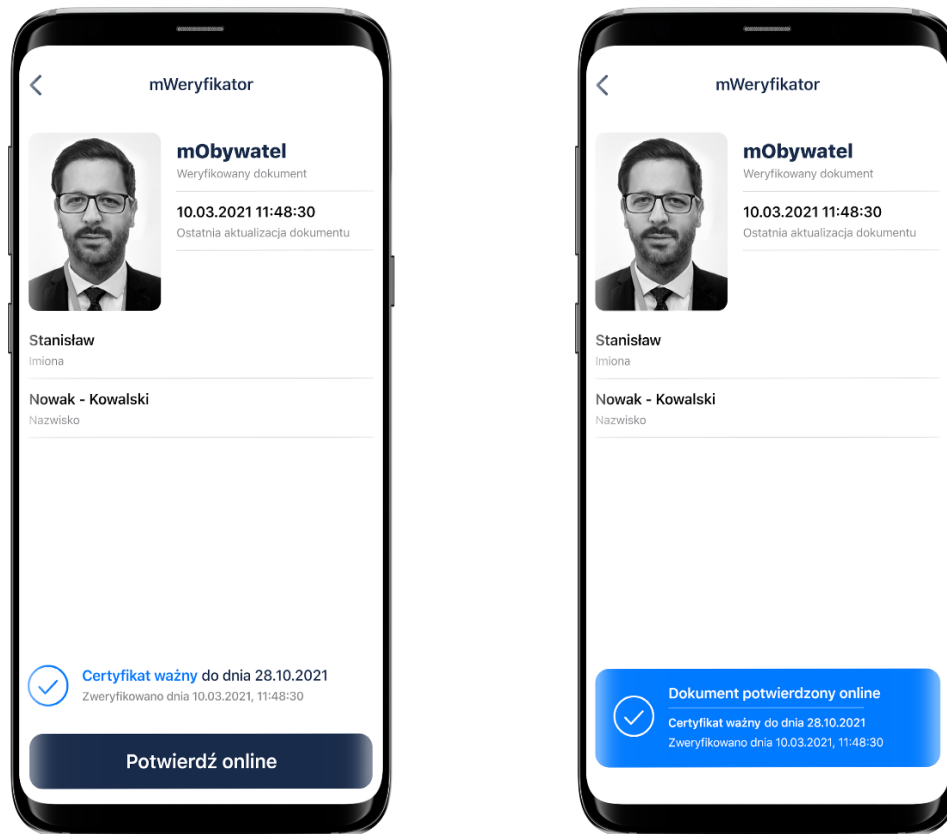 mWeryfikator
mObywatel
Weryfikowany dokument
10.03.2021 11:48:30
Ostatnia aktualizacja dokumentu
Stanisław
Imiona
Nowak - Kowalski
Nazwisko
Certyfikat ważny do dnia 28.10.2021
Zweryfikowano dnia 10.03.2021, 11:48:30
Potwierdź online
mWeryfikator
mObywatel
Weryfikowany dokument
10.03.2021 11:48:30
Ostatnia aktualizacja dokumentu
Stanisław
Imiona
Nowak - Kowalski
Nazwisko
Dokument potwierdzony online
Certyfikat ważny do dnia 28.10.2021
Zweryfikowano dnia 10.03.2021, 11:48:30